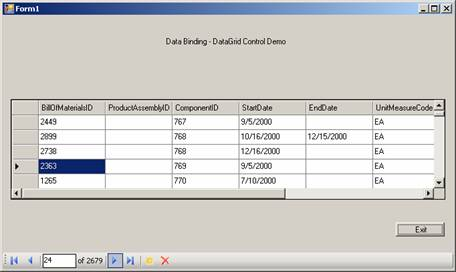 Form1
Data Binding - DataGrid Control Demo
BillOfMaterialsID ProductAssemblyID ComponentID StartDate EndDate UnitMeasureCode
2449 767 9/5/2000 EA
2899 768 10/16/2000 12/15/2000 EA
2738 768 12/16/2000 EA
2363 769 9/5/2000 EA
1265 770 7/10/2000 EA
Exit
24 of 2679